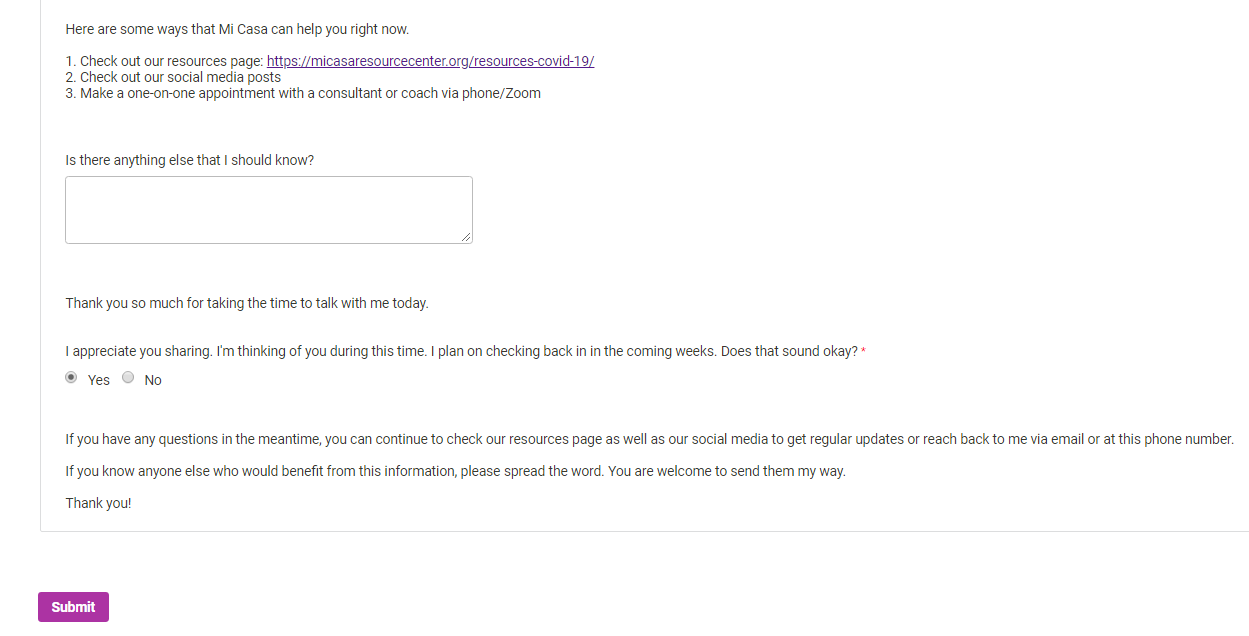 Here are some ways that Mi Casa can help you right now.
1. Check out our resources page: https://micasaresourcecenter.org/resources-covid-19/
2. Check out our social media posts
3. Make a one-on-one appointment with a consultant or coach via phone/Zoom
Is there anything else that I should know?
Thank you so much for taking the time to talk with me today.
I appreciate you sharing. I'm thinking of you during this time. I plan on checking back in in the coming weeks. Does that sound okay? *
Yes No
If you have any questions in the meantime, you can continue to check our resources page as well as our social media to get regular updates or reach back to me via email or at this phone number.
If you know anyone else who would benefit from this information, please spread the word. You are welcome to send them my way.
Thank you!
Submit